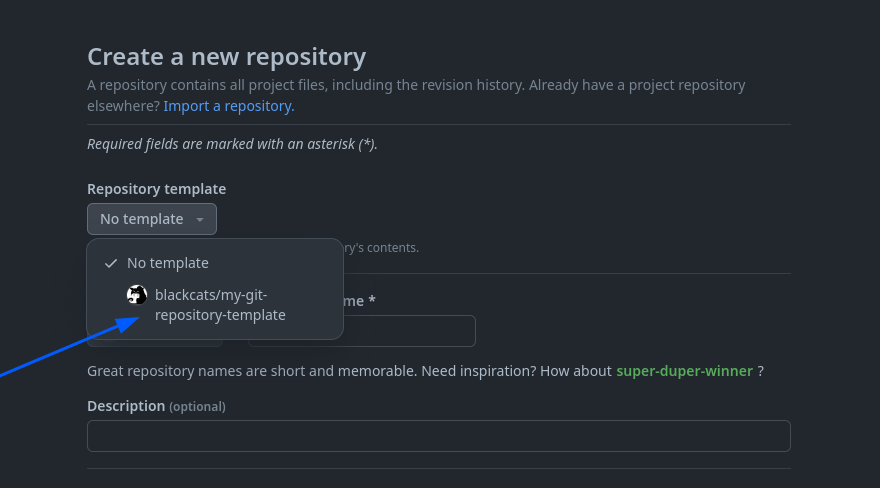 Create a new repository
A repository contains all project files, including the revision history. Already have a project repository
elsewhere? Import a repository.
Required fields are marked with an asterisk (*).
Repository template
No template
ry's contents.
No template
blackcats/my-git-
repository-template
me *
Great repository names are short and memorable. Need inspiration? How about super-duper-winner ?
Description (optional)